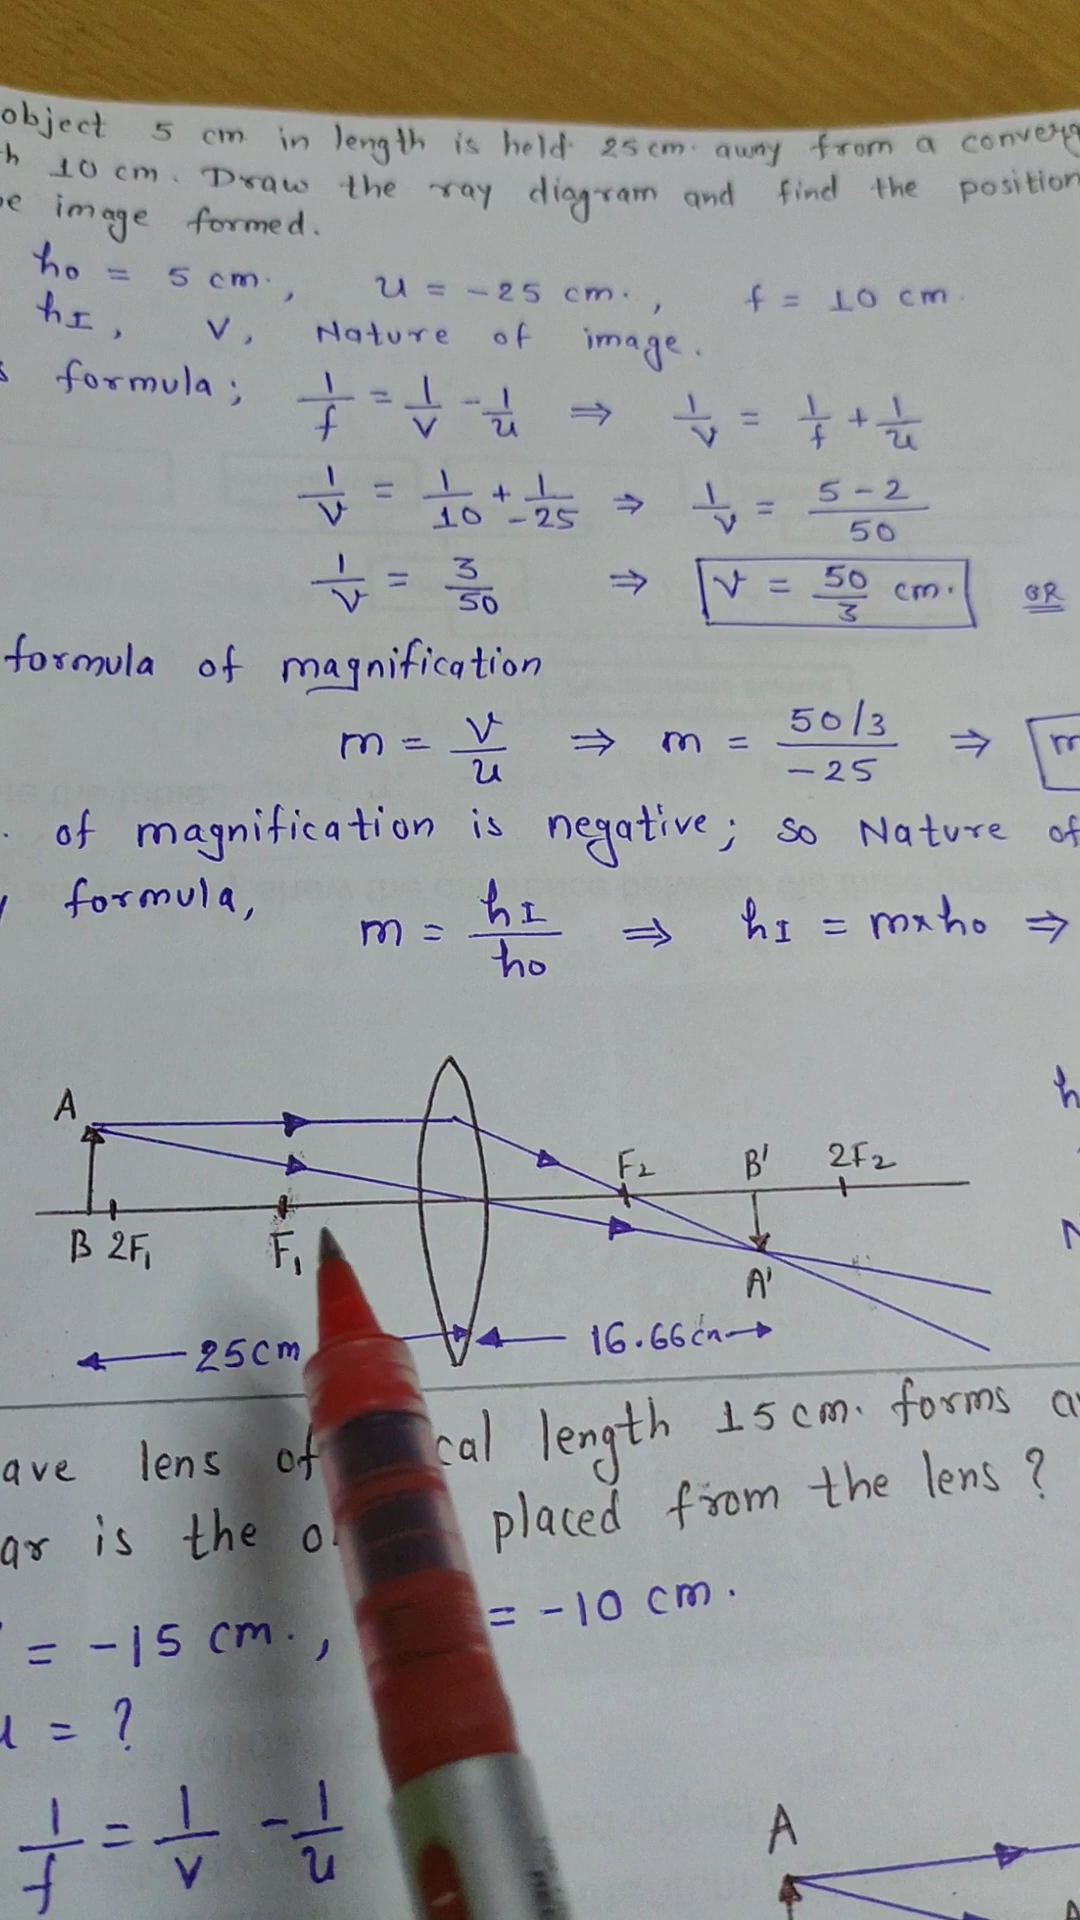 object 5 cm in length is held 25 cm. away from a converg
h 10 cm. Draw the ray diagram and find the position
e image formed.
ho = 5 cm., u = -25 cm., f = 10 cm.
hI, v, Nature of image.
s formula; 1/f = 1/v - 1/u ⇒ 1/v = 1/f + 1/u
1/v = 1/10 + 1/-25 ⇒ 1/v = 5-2/50
1/v = 3/50 ⇒ v = 50/3 cm. OR
formula of magnification
m = v/u ⇒ m = 50/3/-25 ⇒ m
. of magnification is negative; so Nature of
formula, m = hI/ho ⇒ hI = m×ho ⇒
h
A
F2 B' 2F2
B 2F1 F1
A'
25cm 16.66cm
ave lens of cal length 15 cm. forms a
ar is the o placed from the lens?
= -15 cm., = -10 cm.
u = ?
1/f = 1/v - 1/u
A